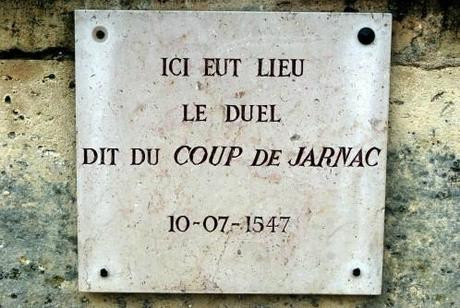 ICI EUT LIEU
LE DUEL
DIT DU COUP DE JARNAC
10-07-1547